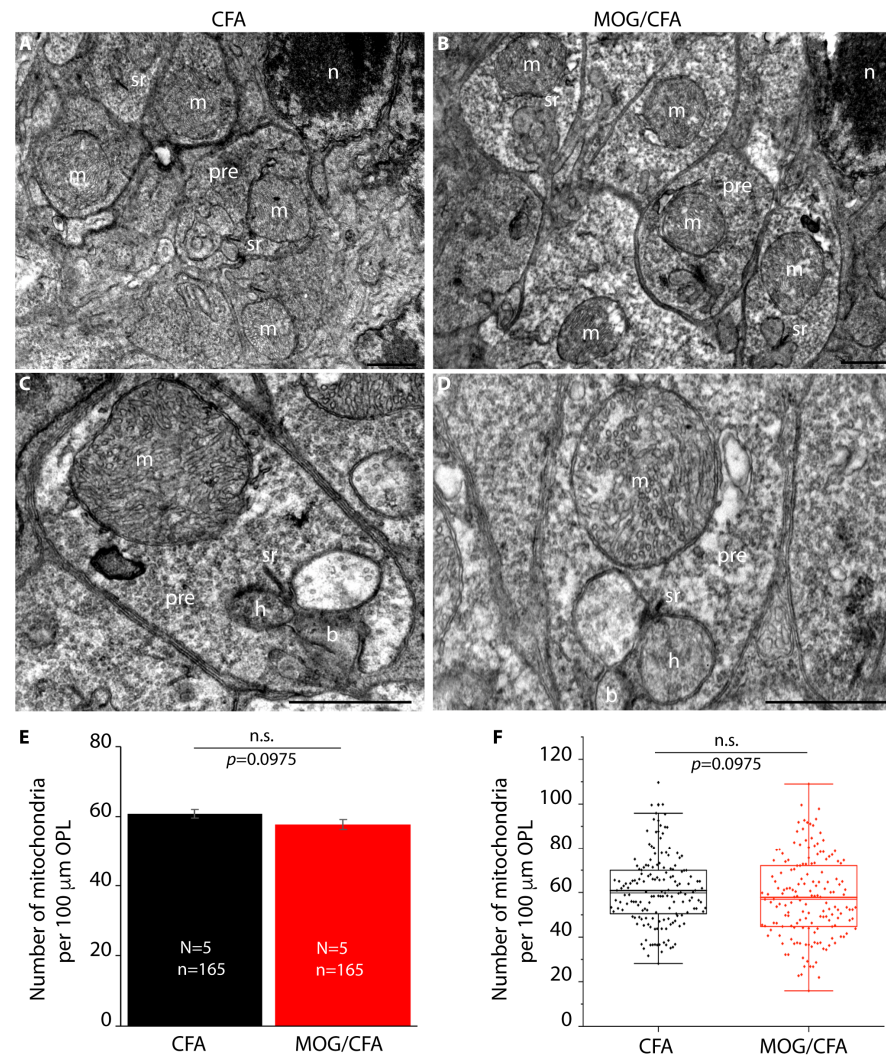 CFA
MOG/CFA
A
n
sr
m
m
pre
m
sr
m
B
m
n
sr
m
pre
m
m
m
sr
C
m
sr
pre
h
b
D
m
pre
sr
h
b
E
n.s.
p=0.0975
80
60
40
20
0
Number of mitochondria
per 100 μm OPL
N=5
n=165
N=5
n=165
CFA
MOG/CFA
F
n.s.
p=0.0975
120
100
80
60
40
20
0
Number of mitochondria
per 100 μm OPL
CFA
MOG/CFA